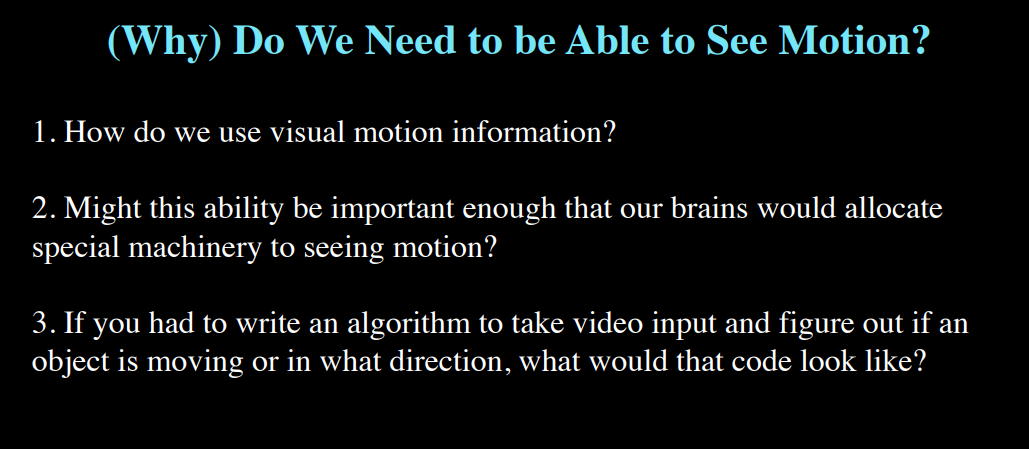 (Why) Do We Need to be Able to See Motion?
1. How do we use visual motion information?
2. Might this ability be important enough that our brains would allocate
special machinery to seeing motion?
3. If you had to write an algorithm to take video input and figure out if an
object is moving or in what direction, what would that code look like?